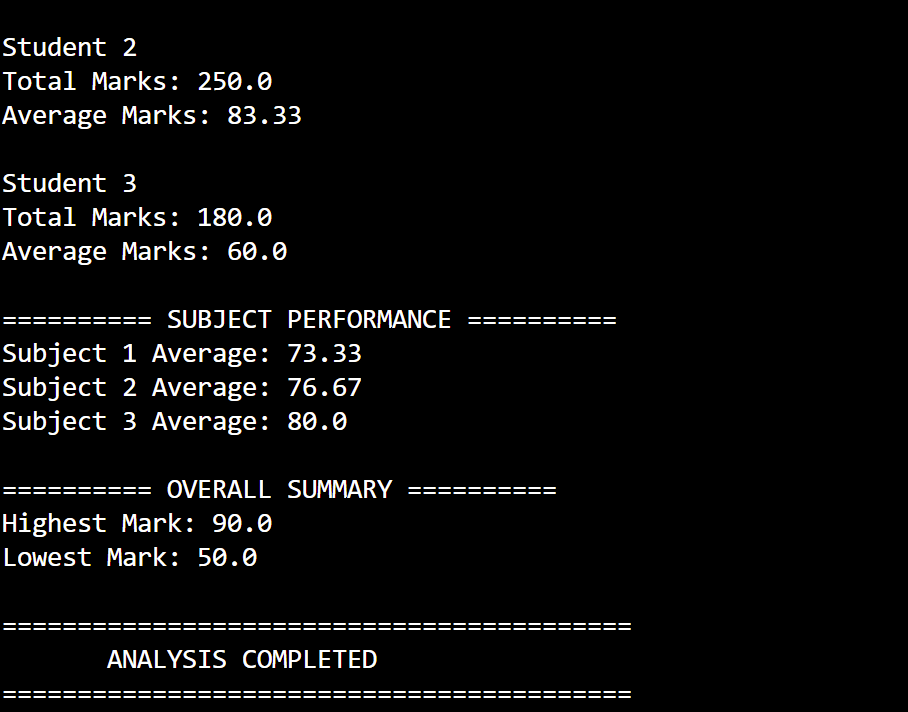 Student 2
Total Marks: 250.0
Average Marks: 83.33
Student 3
Total Marks: 180.0
Average Marks: 60.0
========== SUBJECT PERFORMANCE ==========
Subject 1 Average: 73.33
Subject 2 Average: 76.67
Subject 3 Average: 80.0
========== OVERALL SUMMARY ==========
Highest Mark: 90.0
Lowest Mark: 50.0
==========================================
ANALYSIS COMPLETED
==========================================